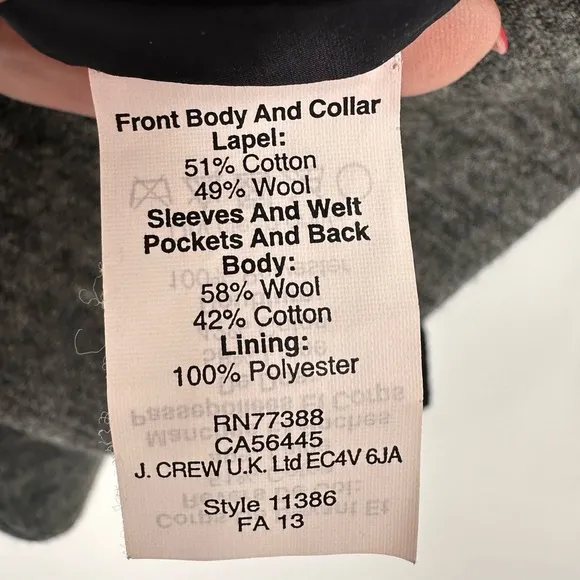 Front Body And Collar
Lapel:
51% Cotton
49% Wool
Sleeves And Welt
Pockets And Back
Body:
58% Wool
42% Cotton
Lining:
100% Polyester
RN77388
CA56445
J. CREW U.K. Ltd EC4V 6JA
Style 11386
FA 13